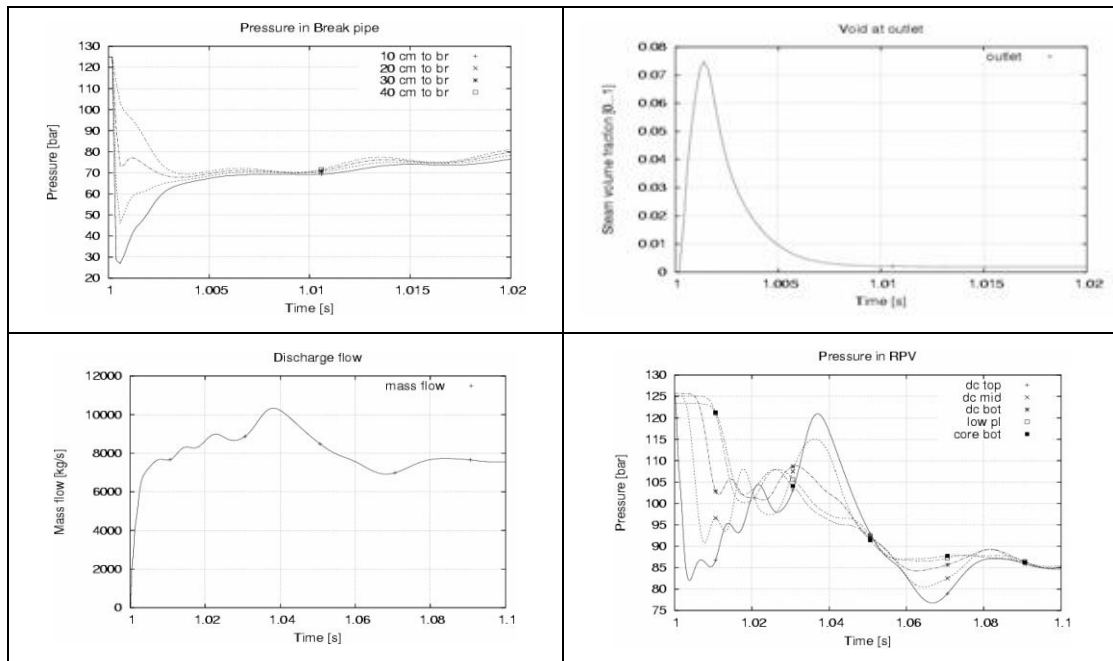 Pressure in Break pipe
130
120
110
100
90
80
70
60
50
40
30
20
Pressure [bar]
10 cm to br
20 cm to br
30 cm to br
40 cm to br
1
1.005
1.01
1.015
1.02
Time [s]
Void at outlet
0.08
0.07
0.06
0.05
0.04
0.03
0.02
0.01
0
Steam volume fraction [0...1]
outlet
1
1.005
1.01
1.015
1.02
Time [s]
Discharge flow
12000
10000
8000
6000
4000
2000
0
Mass flow [kg/s]
mass flow
1
1.02
1.04
1.06
1.08
1.1
Time [s]
Pressure in RPV
130
125
120
115
110
105
100
95
90
85
80
75
Pressure [bar]
dc top
dc mid
dc bot
low pl
core bot
1
1.02
1.04
1.06
1.08
1.1
Time [s]